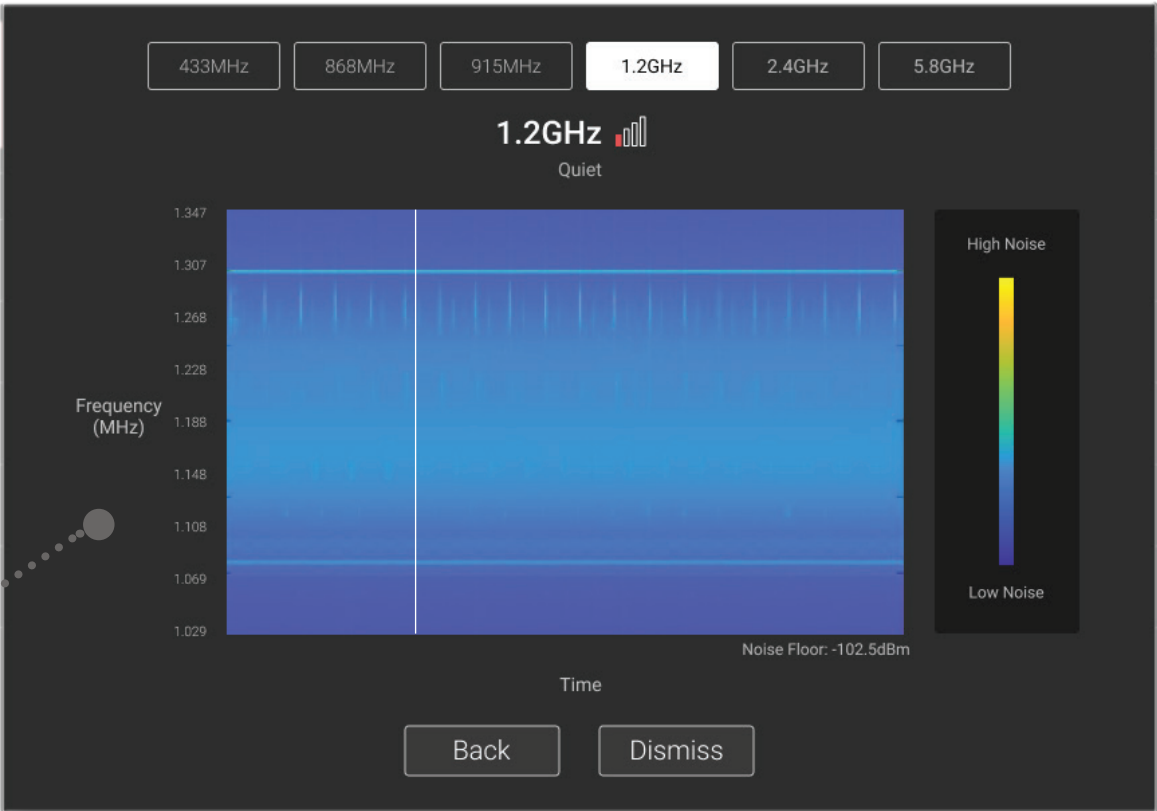 433MHz 868MHz 915MHz 1.2GHz 2.4GHz 5.8GHz
1.2GHz
Quiet
1.347
1.307
1.268
1.228
1.188
1.148
1.108
1.069
1.029
Frequency
(MHz)
High Noise
Low Noise
Noise Floor: -102.5dBm
Time
Back Dismiss